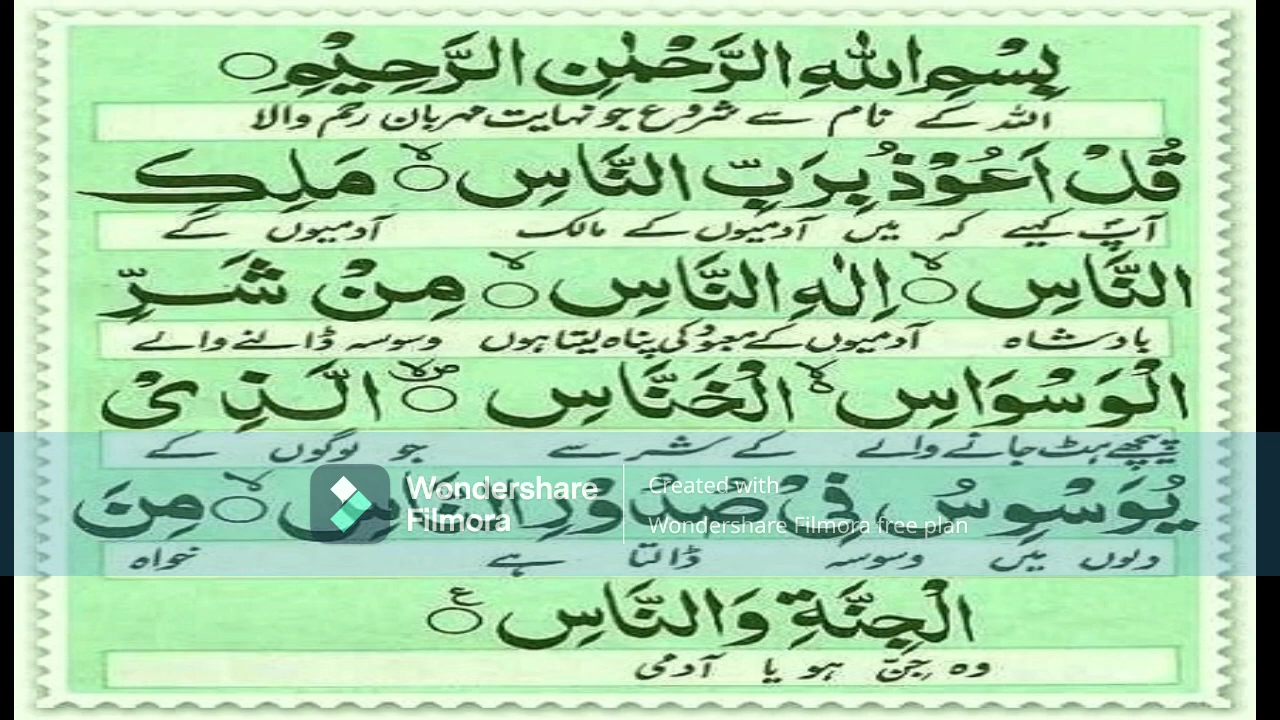 بِسْمِ اللهِ الرَّحْمٰنِ الرَّحِيْمِ
اللہ کے نام سے شروع جو نہایت مہربان رحم والا
قُلْ اَعُوْذُ بِرَبِّ النَّاسِ ۙ مَلِكِ
آپؐ کہیے کہ میں آدمیوں کے مالک آدمیوں کے
النَّاسِ ۙ اِلٰهِ النَّاسِ ۙ مِنْ شَرِّ
بادشاہ آدمیوں کے معبود کی پناہ لیتا ہوں وسوسہ ڈالنے والے
الْوَسْوَاسِ ۙ الْخَنَّاسِ ۙ الَّذِىْ
پیچھے ہٹ جانے والے کے شر سے جو لوگوں کے
يُوَسْوِسُ فِىْ صُدُوْرِ النَّاسِ ۙ مِنَ
Wondershare
Filmora
Created with
Wondershare Filmora free plan
دلوں میں وسوسہ ڈالتا ہے خواہ
الْجِنَّةِ وَالنَّاسِ ع
وہ جِنّ ہو یا آدمی